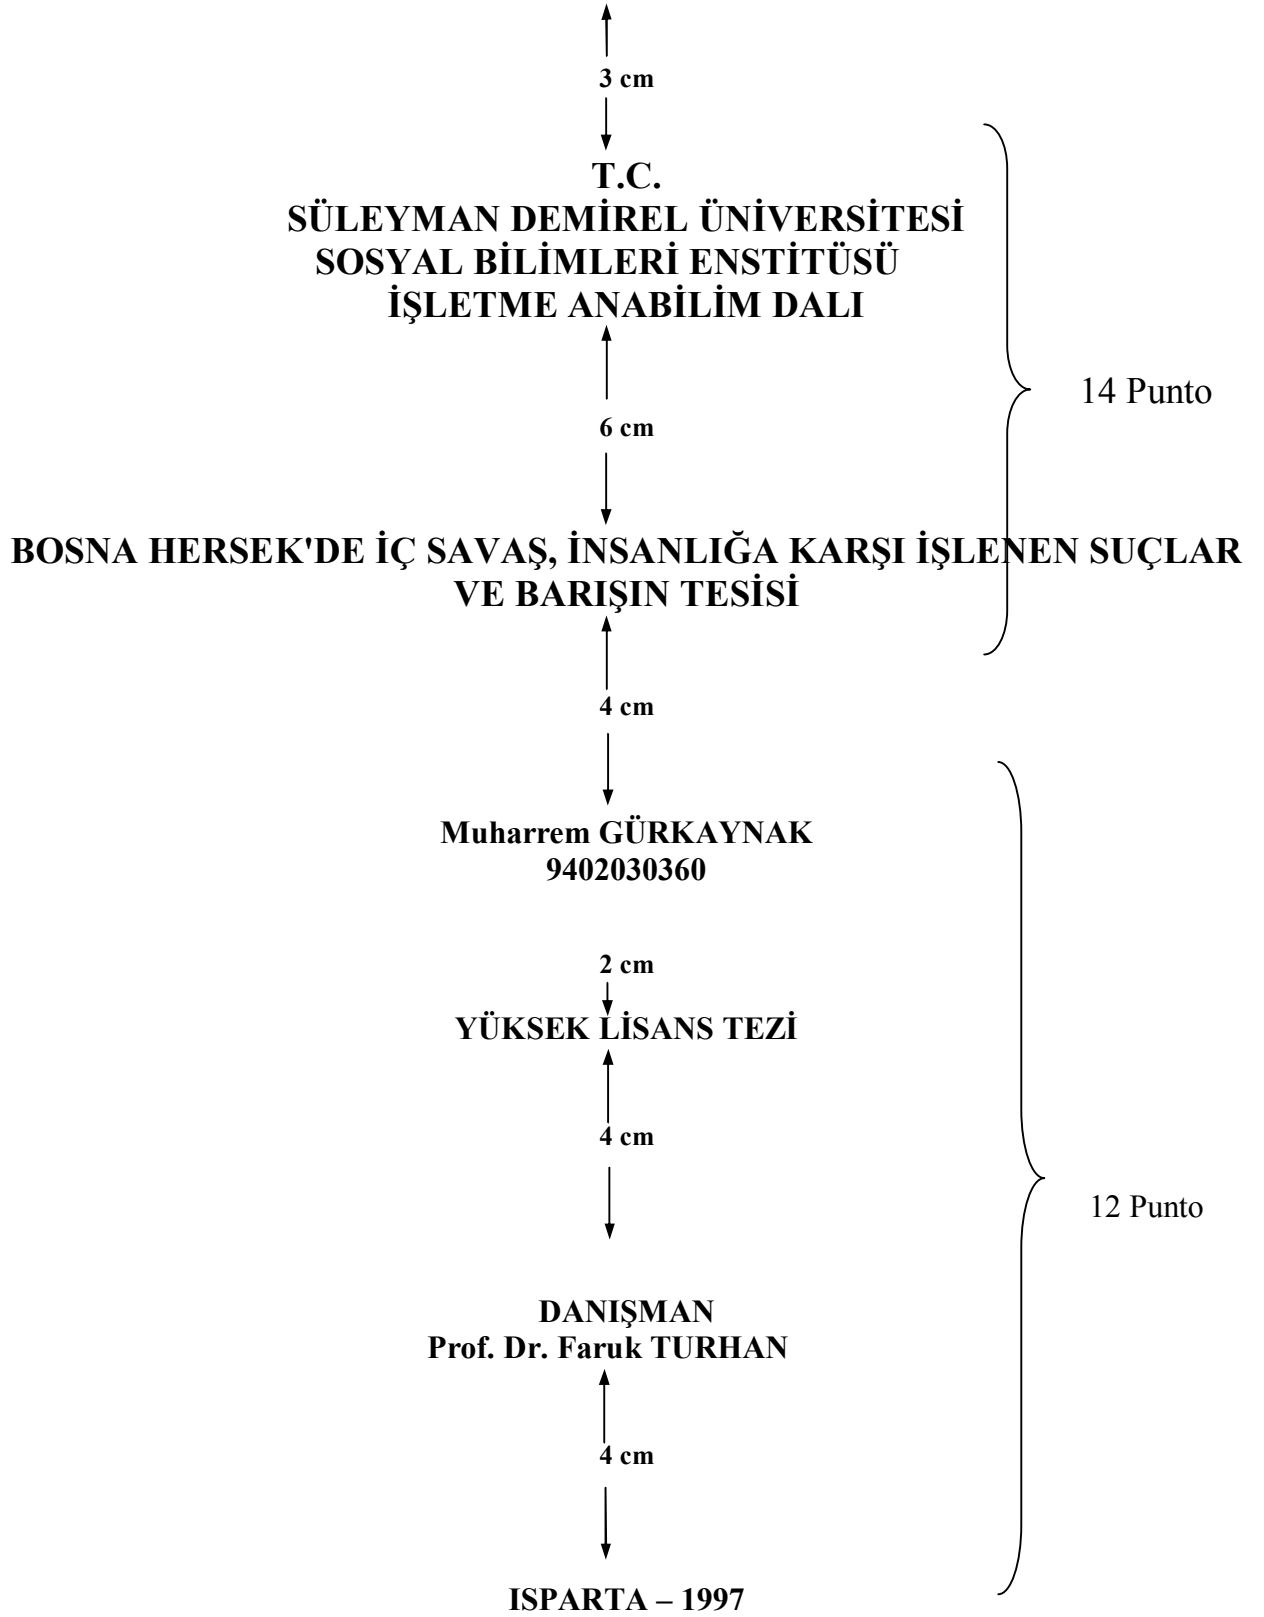 3 cm
T.C.
SÜLEYMAN DEMİREL ÜNİVERSİTESİ
SOSYAL BİLİMLERİ ENSTİTÜSÜ
İŞLETME ANABİLİM DALI
14 Punto
6 cm
BOSNA HERSEK'DE İÇ SAVAŞ, İNSANLIĞA KARŞI İŞLENEN SUÇLAR
VE BARIŞIN TESİSİ
4 cm
Muharrem GÜRKAYNAK
9402030360
2 cm
YÜKSEK LİSANS TEZİ
4 cm
12 Punto
DANIŞMAN
Prof. Dr. Faruk TURHAN
4 cm
ISPARTA – 1997